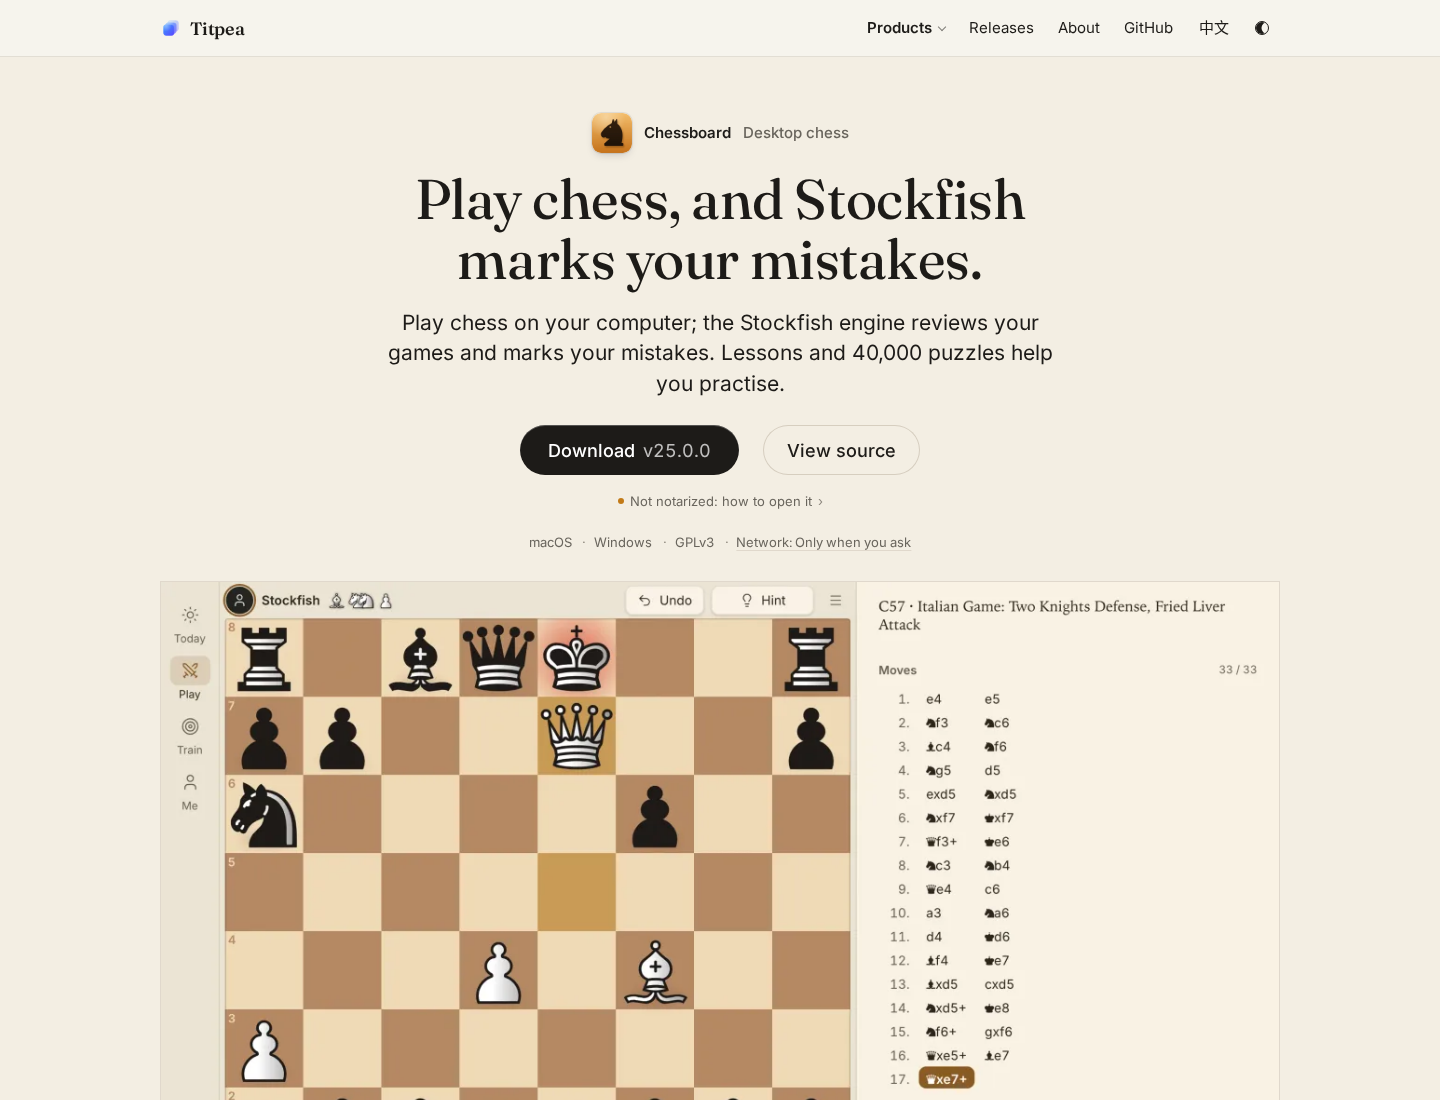 Titpea
Products
Releases
About
GitHub
中文
Chessboard Desktop chess
Play chess, and Stockfish
marks your mistakes.
Play chess on your computer; the Stockfish engine reviews your
games and marks your mistakes. Lessons and 40,000 puzzles help
you practise.
Download v25.0.0
View source
Not notarized: how to open it ›
macOS · Windows · GPLv3 · Network: Only when you ask
Today
Play
Train
Me
Stockfish
Undo
Hint
8
7
6
5
4
3
2
C57 · Italian Game: Two Knights Defense, Fried Liver
Attack
Moves 33 / 33
1. e4 e5
2. ♞f3 ♞c6
3. ♝c4 ♞f6
4. ♞g5 d5
5. exd5 ♞xd5
6. ♞xf7 ♚xf7
7. ♛f3+ ♚e6
8. ♞c3 ♞b4
9. ♛e4 c6
10. a3 ♞a6
11. d4 ♚d6
12. ♝f4 ♚e7
13. ♝xd5 cxd5
14. ♞xd5+ ♚e8
15. ♞f6+ gxf6
16. ♛xe5+ ♝e7
17. ♛xe7+